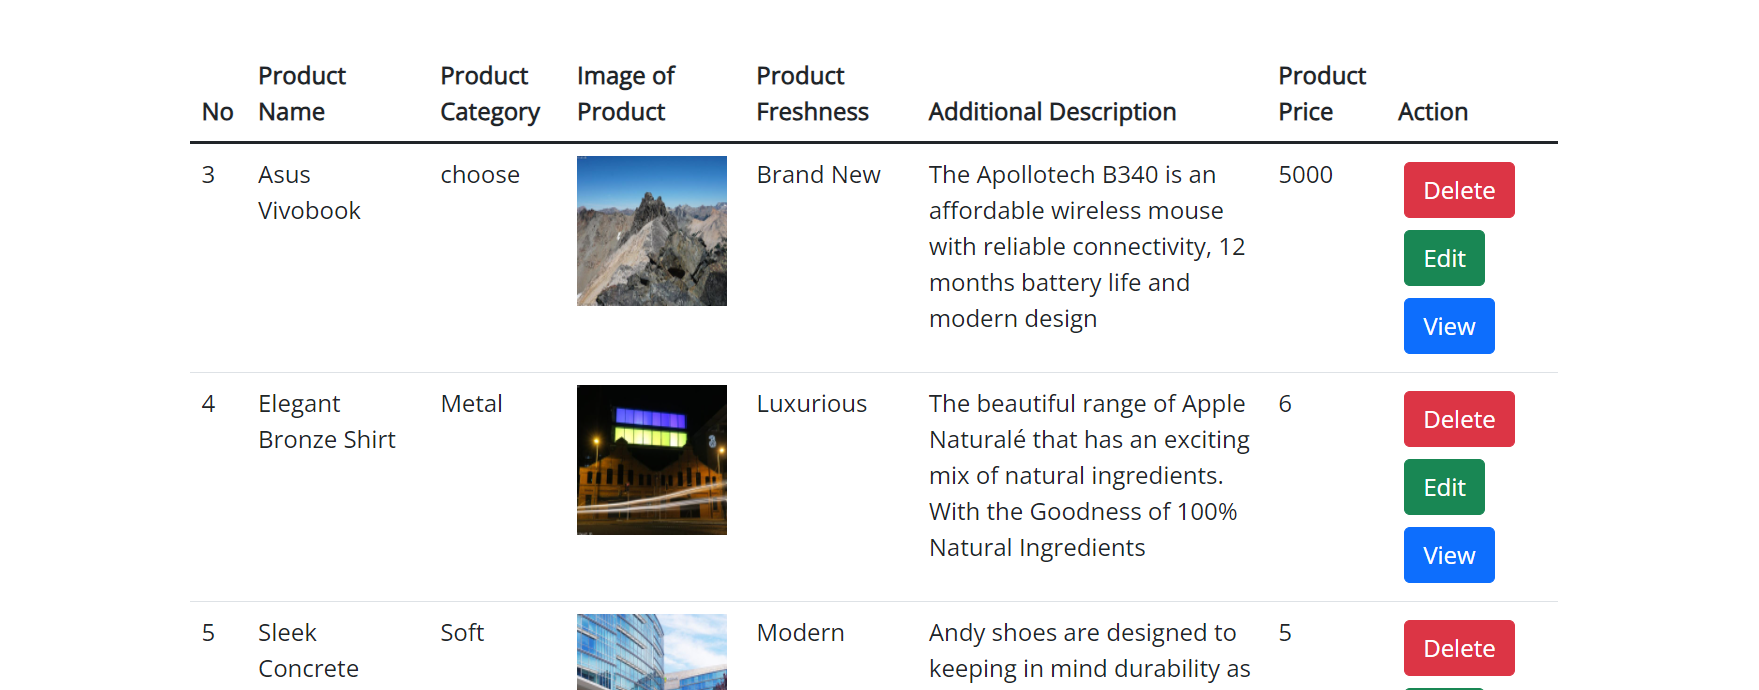 No
Product
Name
Product
Category
Image of
Product
Product
Freshness
Additional Description
Product
Price
Action
3
Asus
Vivobook
choose
Brand New
The Apollotech B340 is an
affordable wireless mouse
with reliable connectivity, 12
months battery life and
modern design
5000
Delete
Edit
View
4
Elegant
Bronze Shirt
Metal
Luxurious
The beautiful range of Apple
Naturalé that has an exciting
mix of natural ingredients.
With the Goodness of 100%
Natural Ingredients
6
Delete
Edit
View
5
Sleek
Concrete
Soft
Modern
Andy shoes are designed to
keeping in mind durability as
5
Delete